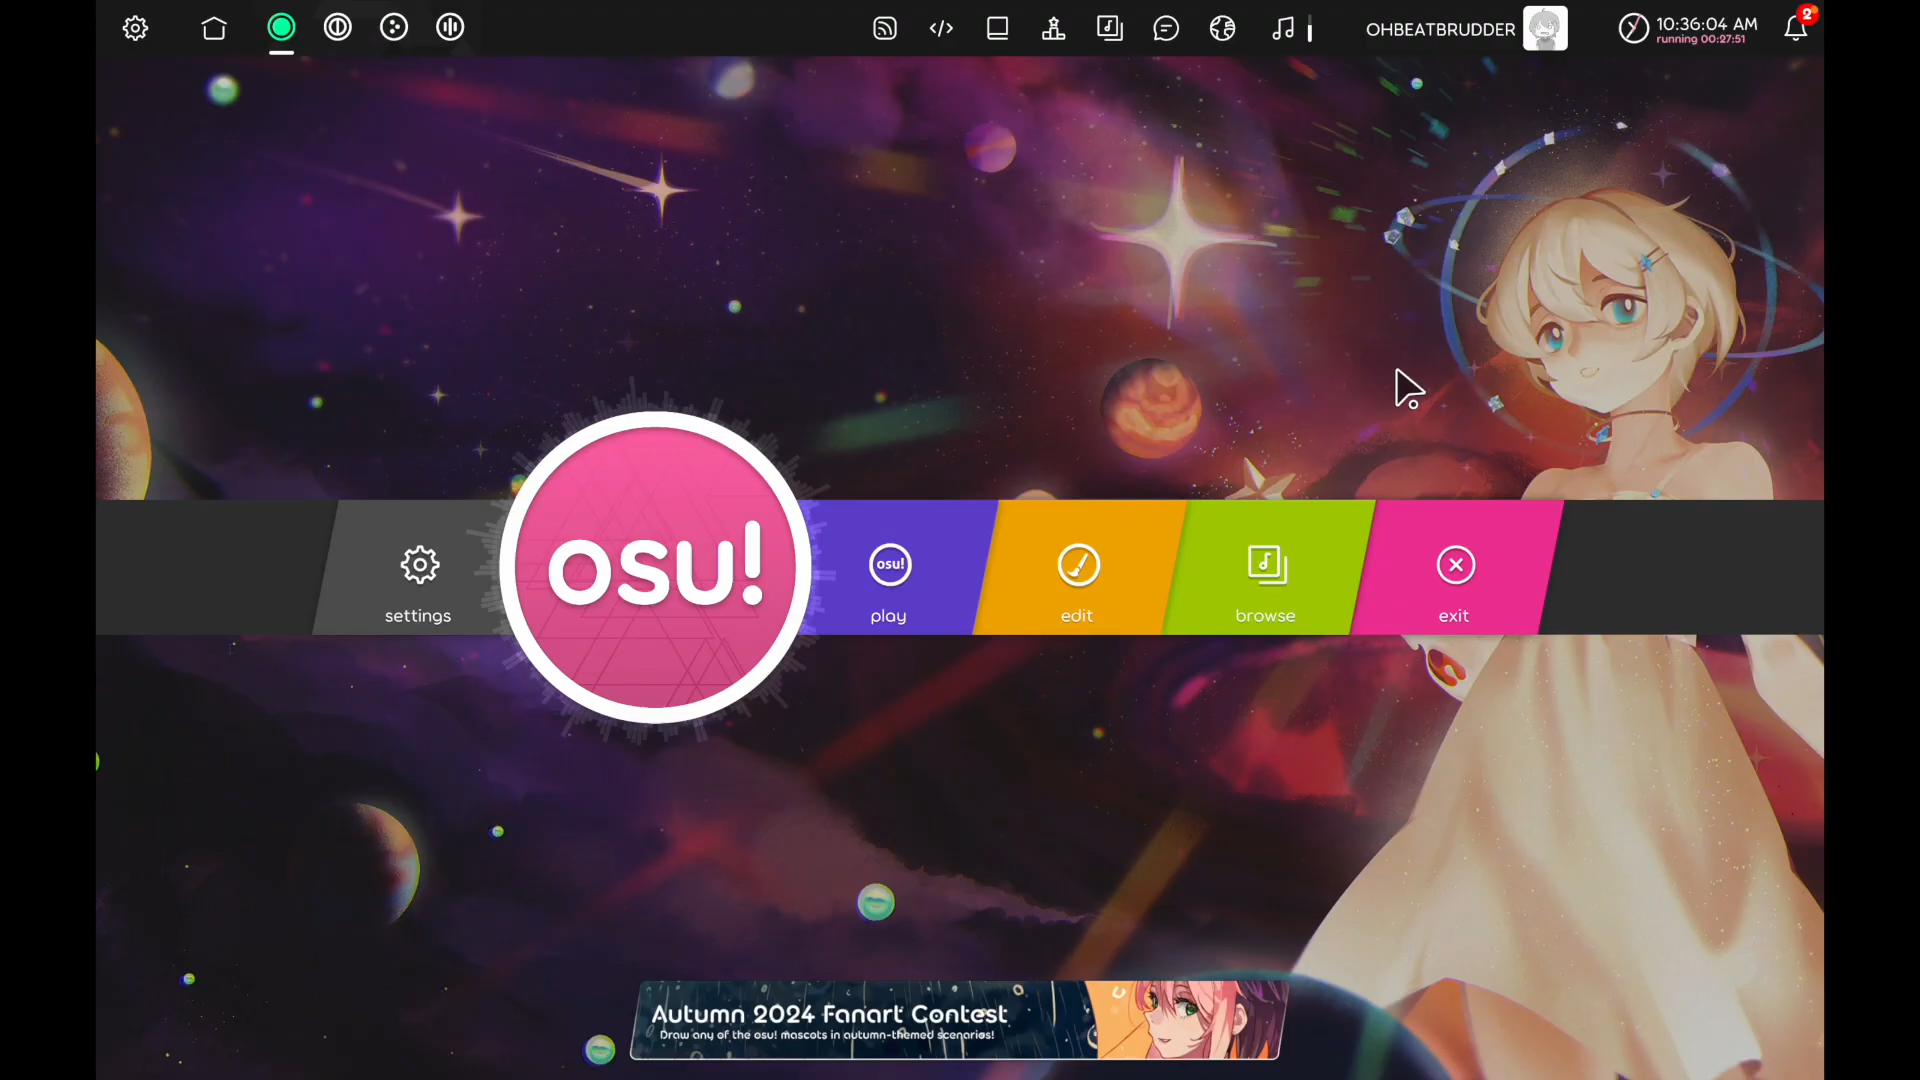 OHBEATBRUDDER
10:36:04 AM
running 00:27:51
2
osu!
settings
osu!
play
edit
browse
exit
Autumn 2024 Fanart Contest
Draw any of the osu! mascots in autumn-themed scenarios!